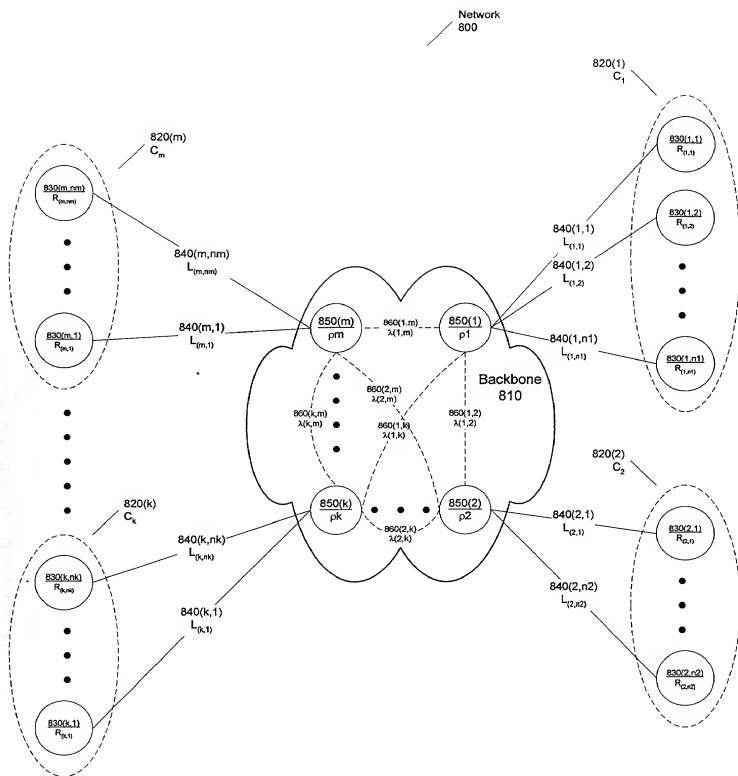 Network
800
820(1)
C1
830(1,1)
R(1,1)
820(m)
C m
830(m,nm)
R(m,nm)
830(1,2)
R(1,2)
840(1,1)
L(1,1)
840(m,nm)
L(m,nm)
840(1,2)
L(1,2)
850(m)
ρm
860(1,m)
λ(1,m)
850(1)
ρ1
840(m,1)
L(m,1)
830(m,1)
R(m,1)
840(1,n1)
L(1,n1)
830(1,n1)
R(1,n1)
Backbone
810
860(2,m)
λ(2,m)
860(k,m)
λ(k,m)
860(1,k)
λ(1,k)
860(1,2)
λ(1,2)
820(2)
C2
820(k)
C k
850(k)
ρk
850(2)
ρ2
860(2,k)
λ(2,k)
840(2,1)
L(2,1)
830(2,1)
R(2,1)
840(k,nk)
L(k,nk)
830(k,nk)
R(k,nk)
840(2,n2)
L(2,n2)
840(k,1)
L(k,1)
830(2,n2)
R(2,n2)
830(k,1)
R(k,1)